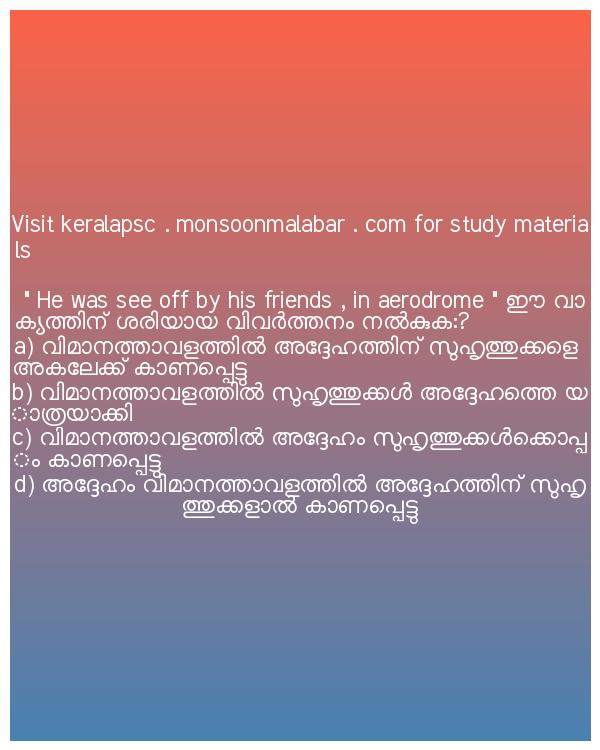 Visit keralapsc . monsoonmalabar . com for study materia
ls
" He was see off by his friends , in aerodrome " ഈ വാ
ക്യത്തിന് ശരിയായ വിവർത്തനം നൽകുക:?
a) വിമാനത്താവളത്തിൽ അദ്ദേഹത്തിന് സുഹൃത്തുക്കളെ
അകലേക്ക് കാണപ്പെട്ടു
b) വിമാനത്താവളത്തിൽ സുഹൃത്തുക്കൾ അദ്ദേഹത്തെ യ
ാത്രയാക്കി
c) വിമാനത്താവളത്തിൽ അദ്ദേഹം സുഹൃത്തുക്കൾക്കൊപ്പ
ം കാണപ്പെട്ടു
d) അദ്ദേഹം വിമാനത്താവളത്തിൽ അദ്ദേഹത്തിന് സുഹൃ
ത്തുക്കളാൽ കാണപ്പെട്ടു